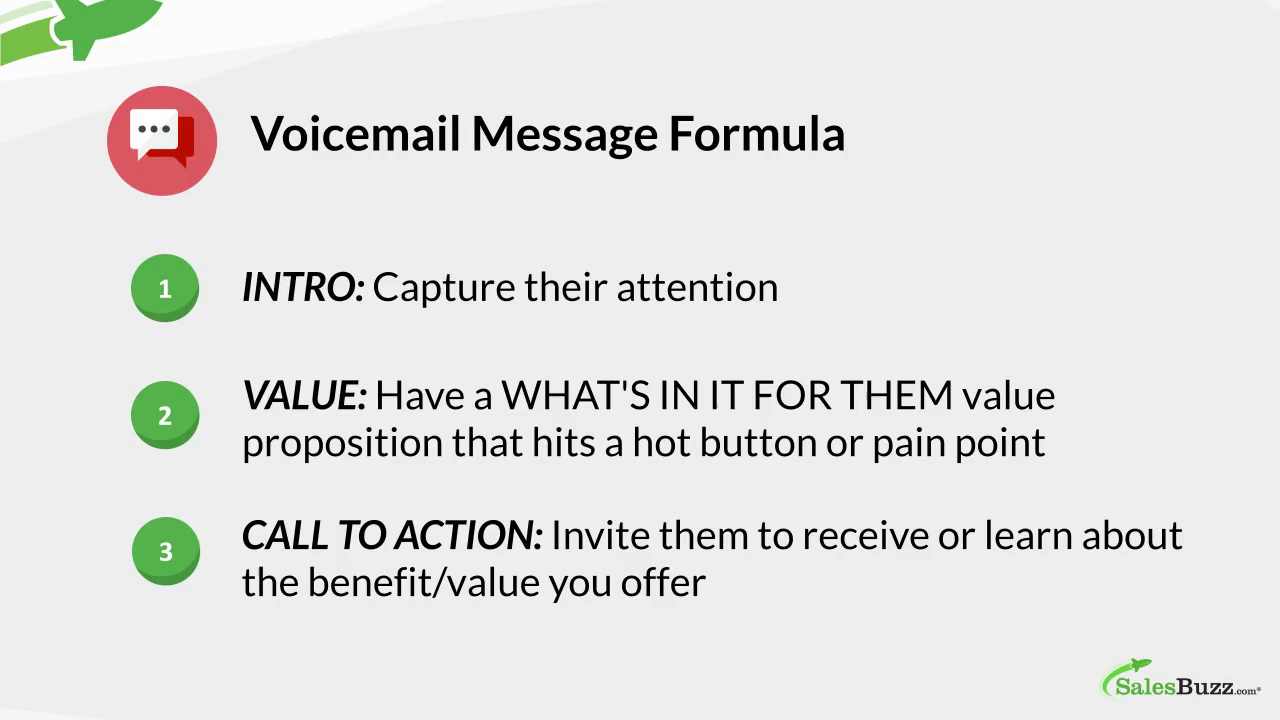 Voicemail Message Formula
1
INTRO: Capture their attention
2
VALUE: Have a WHAT'S IN IT FOR THEM value
proposition that hits a hot button or pain point
3
CALL TO ACTION: Invite them to receive or learn about
the benefit/value you offer
SalesBuzz.com®